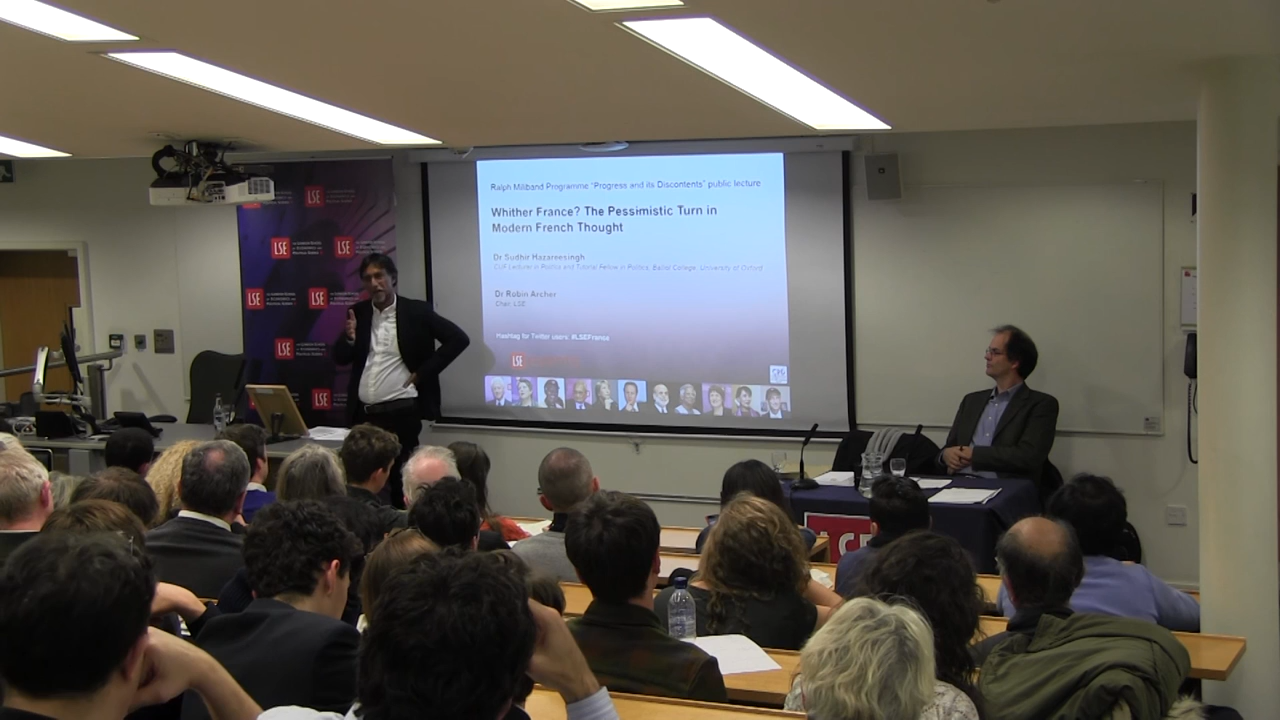 Ralph Miliband Programme "Progress and its Discontents" public lecture
Whither France? The Pessimistic Turn in
Modern French Thought
Dr Sudhir Hazareesingh
CUF Lecturer in Politics and Tutorial Fellow in Politics, Balliol College, University of Oxford
Dr Robin Archer
Chair, LSE
Hashtag for Twitter users: #LSEFrance
LSE
LSE
LSE
LSE
LSE
LSE
LSE
LSE